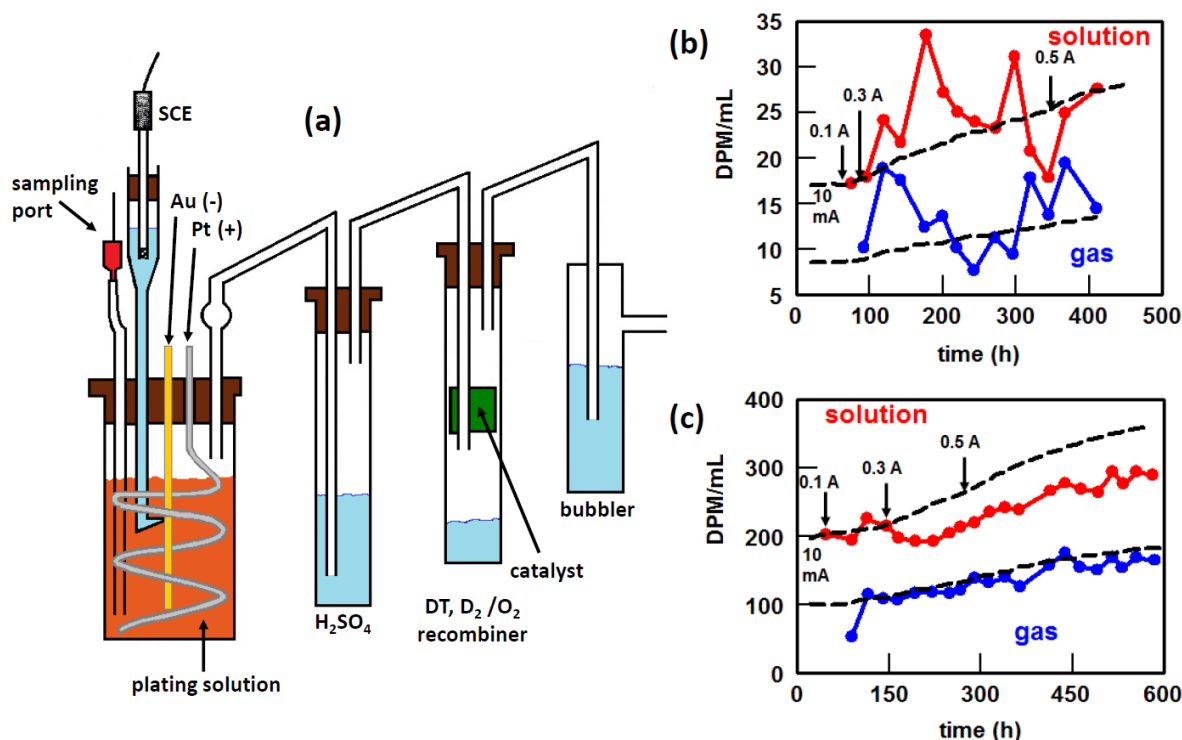 (a)
SCE
sampling
port
Au (-)
Pt (+)
H2SO4
DT, D2 /O2
recombiner
catalyst
bubbler
plating solution
(b)
DPM/mL
35
30
25
20
15
10
5
solution
0.1 A
0.3 A
0.5 A
10
mA
gas
0 100 200 300 400 500
time (h)
(c)
DPM/mL
400
300
200
100
0
solution
0.1 A
0.3 A
0.5 A
10
mA
gas
0 150 290 450 600
time (h)